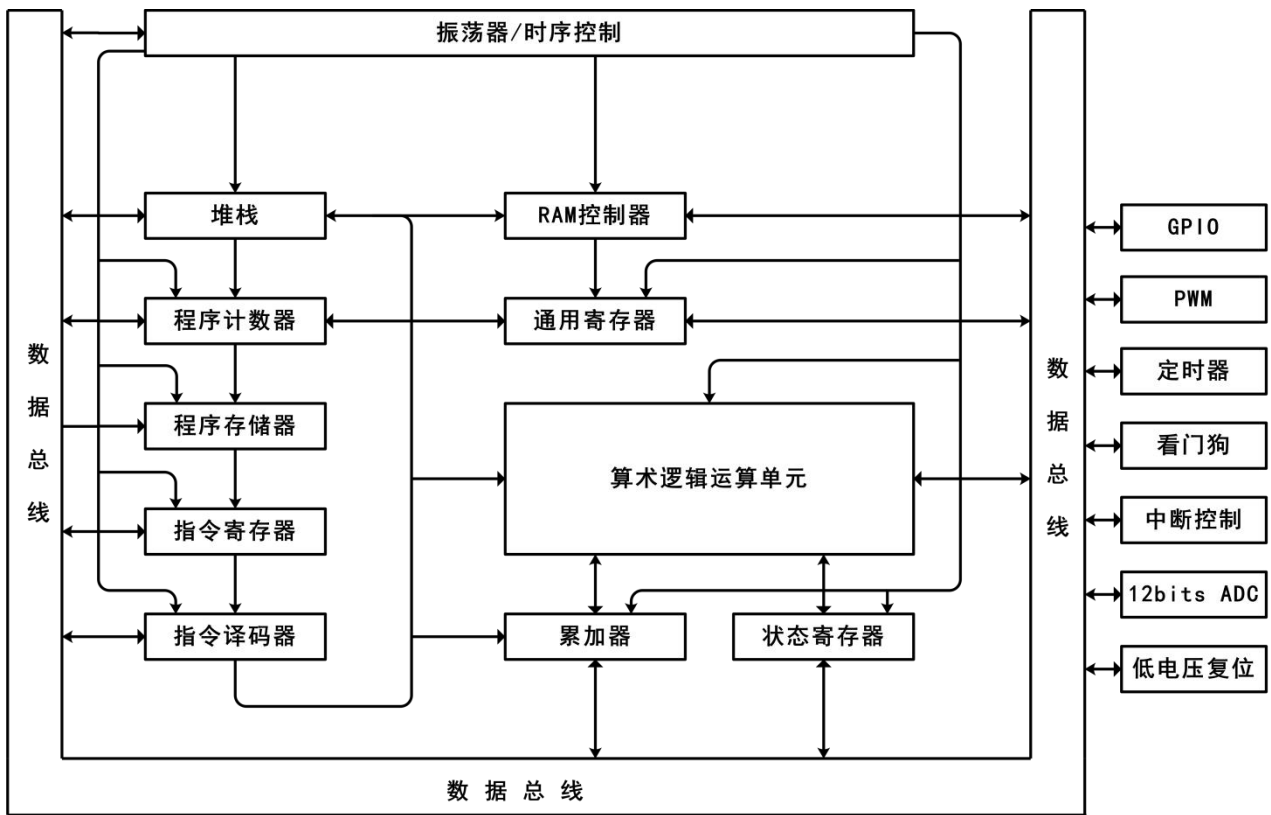 振荡器/时序控制
堆栈
RAM控制器
GPIO
PWM
程序计数器
通用寄存器
数据总线
数据总线
定时器
程序存储器
看门狗
算术逻辑运算单元
指令寄存器
中断控制
12bits ADC
指令译码器
累加器
状态寄存器
低电压复位
数据总线